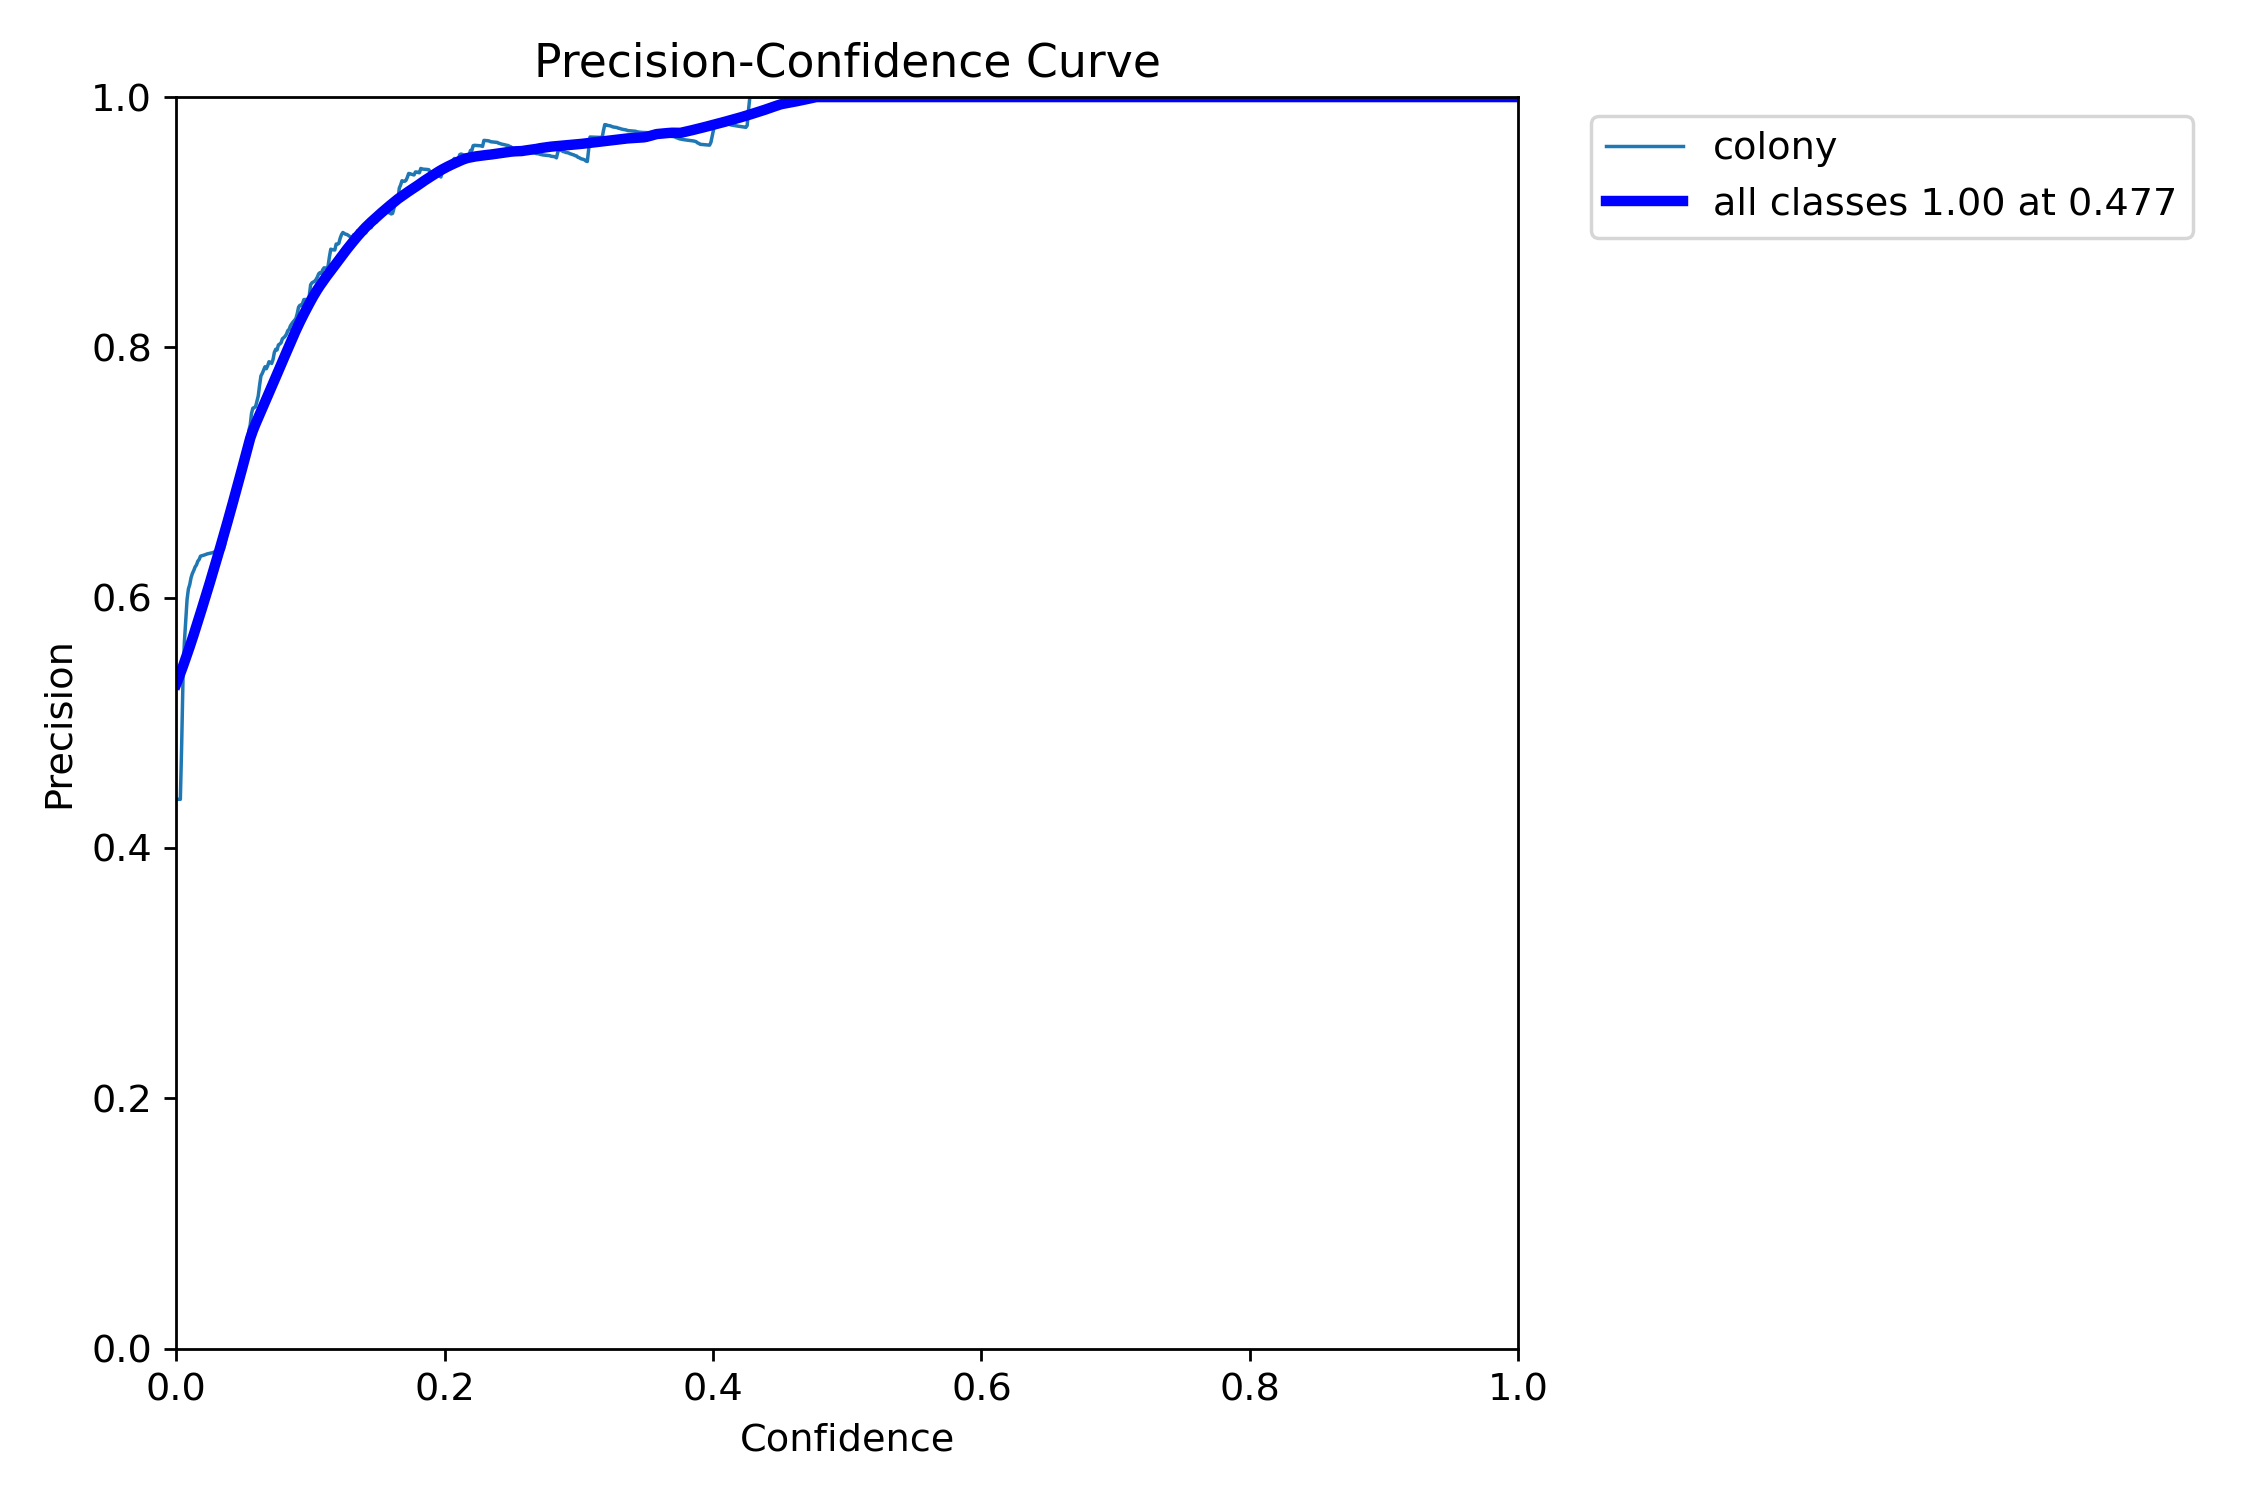 Precision-Confidence Curve
colony
all classes 1.00 at 0.477
1.0
0.8
0.6
0.4
0.2
0.0
Precision
0.0 0.2 0.4 0.6 0.8 1.0
Confidence